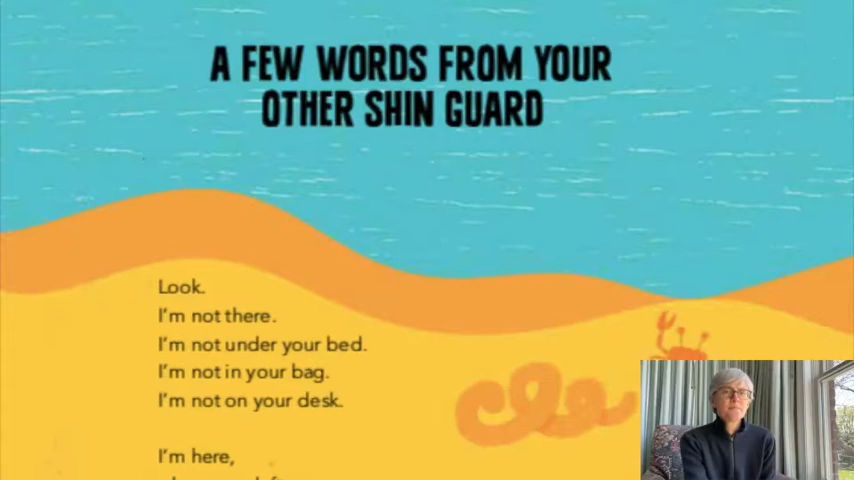 A FEW WORDS FROM YOUR
OTHER SHIN GUARD
Look.
I'm not there.
I'm not under your bed.
I'm not in your bag.
I'm not on your desk.
I'm here,